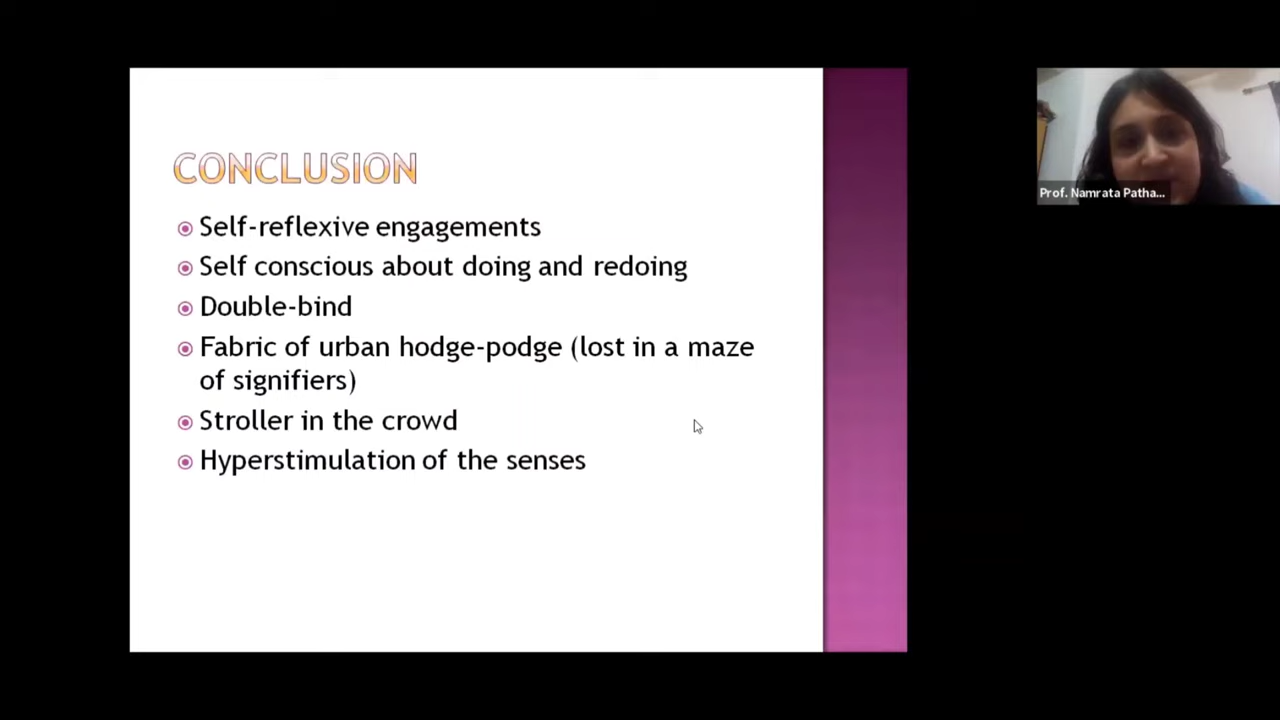 CONCLUSION
Self-reflexive engagements
Self conscious about doing and redoing
Double-bind
Fabric of urban hodge-podge (lost in a maze
of signifiers)
Stroller in the crowd
Hyperstimulation of the senses
Prof. Namrata Patha...